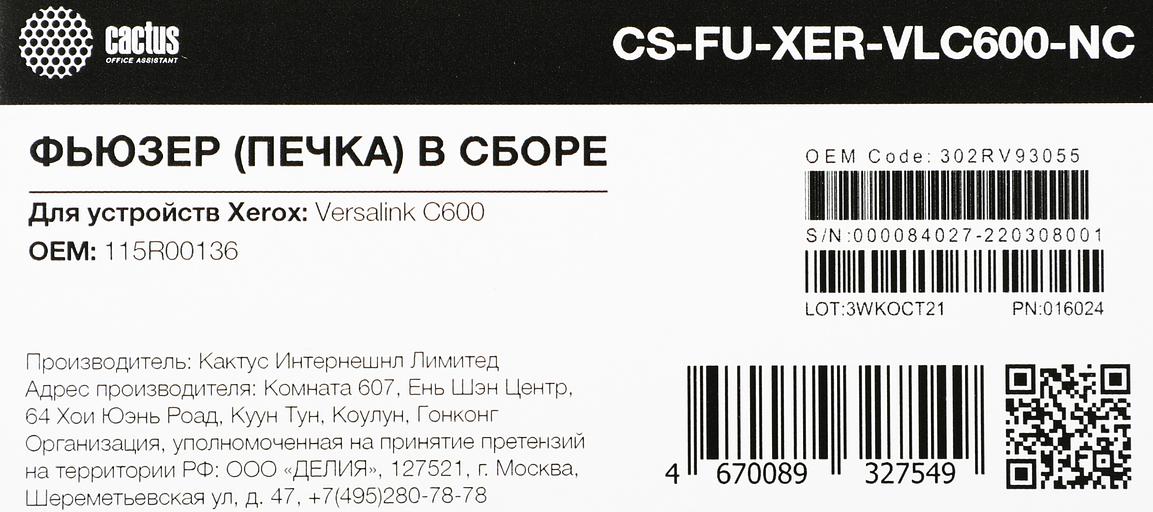 cactus
OFFICE ASSISTANT
CS-FU-XER-VLC600-NC
ФЬЮЗЕР (ПЕЧКА) В СБОРЕ
Для устройств Xerox: Versalink C600
OEM: 115R00136
OEM Code: 302RV93055
S/N:000084027-220308001
LOT:3WKOCT21 PN:016024
Производитель: Кактус Интернешнл Лимитед
Адрес производителя: Комната 607, Ень Шэн Центр,
64 Хои Юэнь Роад, Куун Тун, Коулун, Гонконг
Организация, уполномоченная на принятие претензий
на территории РФ: ООО «ДЕЛИЯ», 127521, г. Москва,
Шереметьевская ул, д. 47, +7(495)280-78-78
4 670089 327549